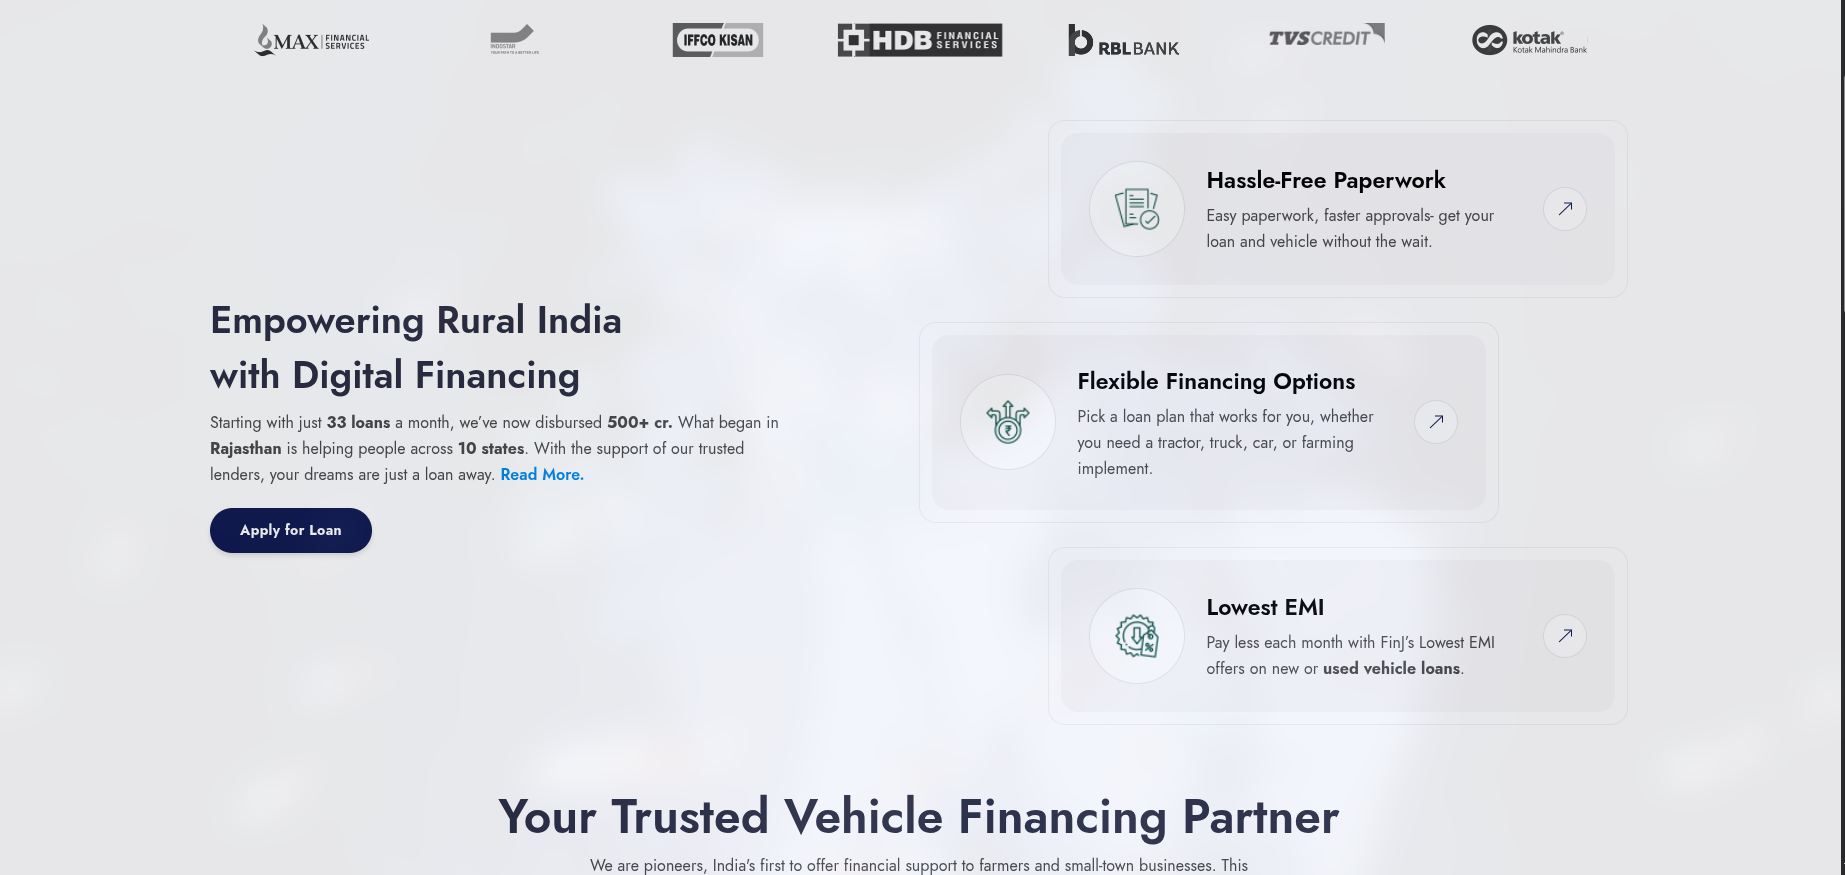 MAX FINANCIAL SERVICES
INDOSTAR
YOUR PATH TO A BETTER LIFE
IFFCO KISAN
HDB FINANCIAL SERVICES
RBL BANK
TVS CREDIT
kotak
Kotak Mahindra Bank
Empowering Rural India
with Digital Financing
Starting with just 33 loans a month, we’ve now disbursed 500+ cr. What began in
Rajasthan is helping people across 10 states. With the support of our trusted
lenders, your dreams are just a loan away. Read More.
Apply for Loan
Hassle-Free Paperwork
Easy paperwork, faster approvals- get your
loan and vehicle without the wait.
Flexible Financing Options
Pick a loan plan that works for you, whether
you need a tractor, truck, car, or farming
implement.
Lowest EMI
Pay less each month with FinJ’s Lowest EMI
offers on new or used vehicle loans.
Your Trusted Vehicle Financing Partner
We are pioneers, India’s first to offer financial support to farmers and small-town businesses. This